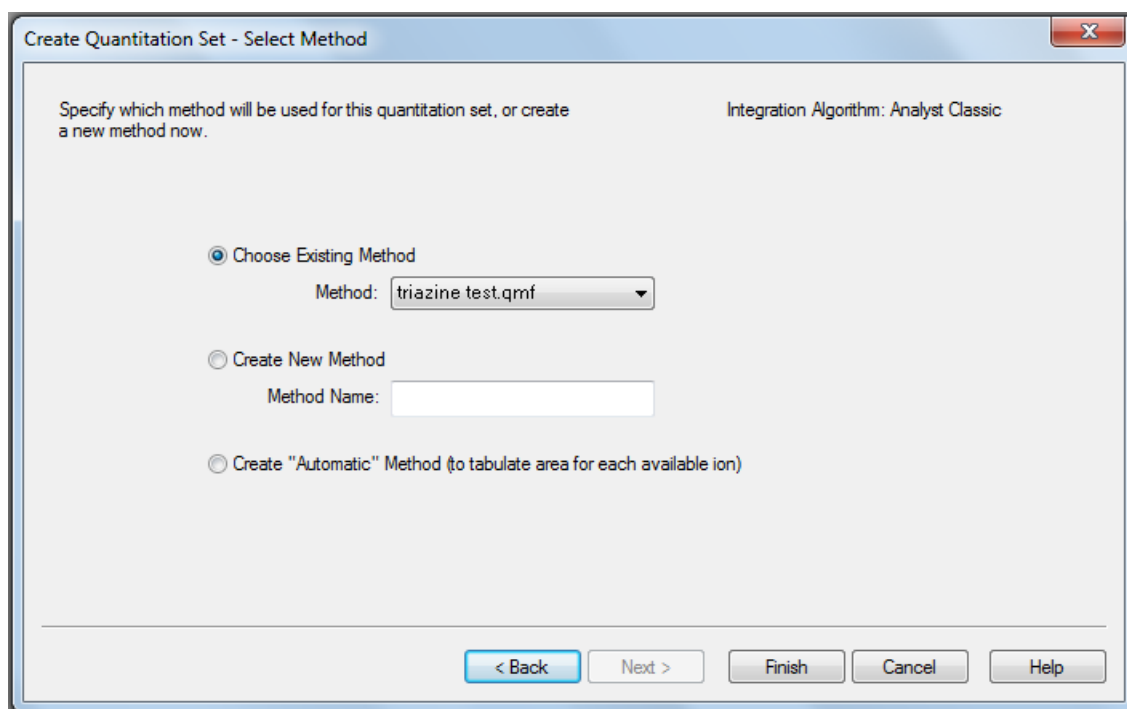 Create Quantitation Set - Select Method
Specify which method will be used for this quantitation set, or create
a new method now.
Integration Algorithm: Analyst Classic
Choose Existing Method
Method: triazine test.qmf
Create New Method
Method Name:
Create "Automatic" Method (to tabulate area for each available ion)
< Back Next > Finish Cancel Help